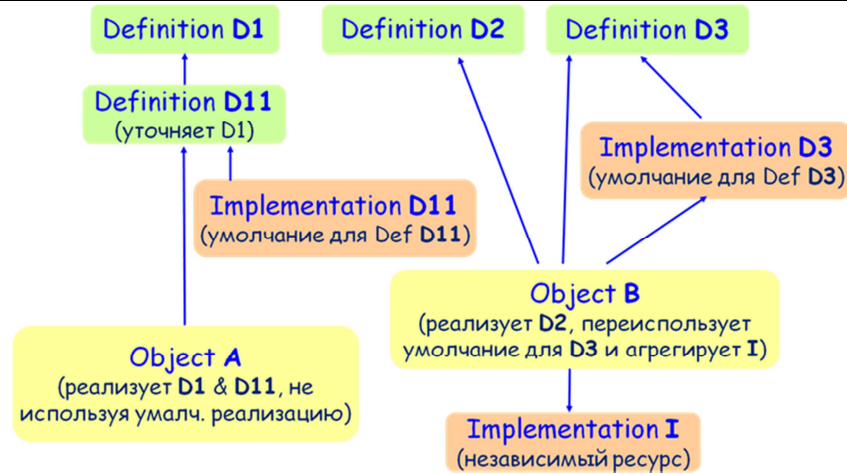 Definition D1
Definition D2
Definition D3
Definition D11
(уточняет D1)
Implementation D3
(умолчание для Def D3)
Implementation D11
(умолчание для Def D11)
Object B
(реализует D2, переиспользует
умолчание для D3 и агрегирует I)
Object A
(реализует D1 & D11, не
используя умалч. реализацию)
Implementation I
(независимый ресурс)